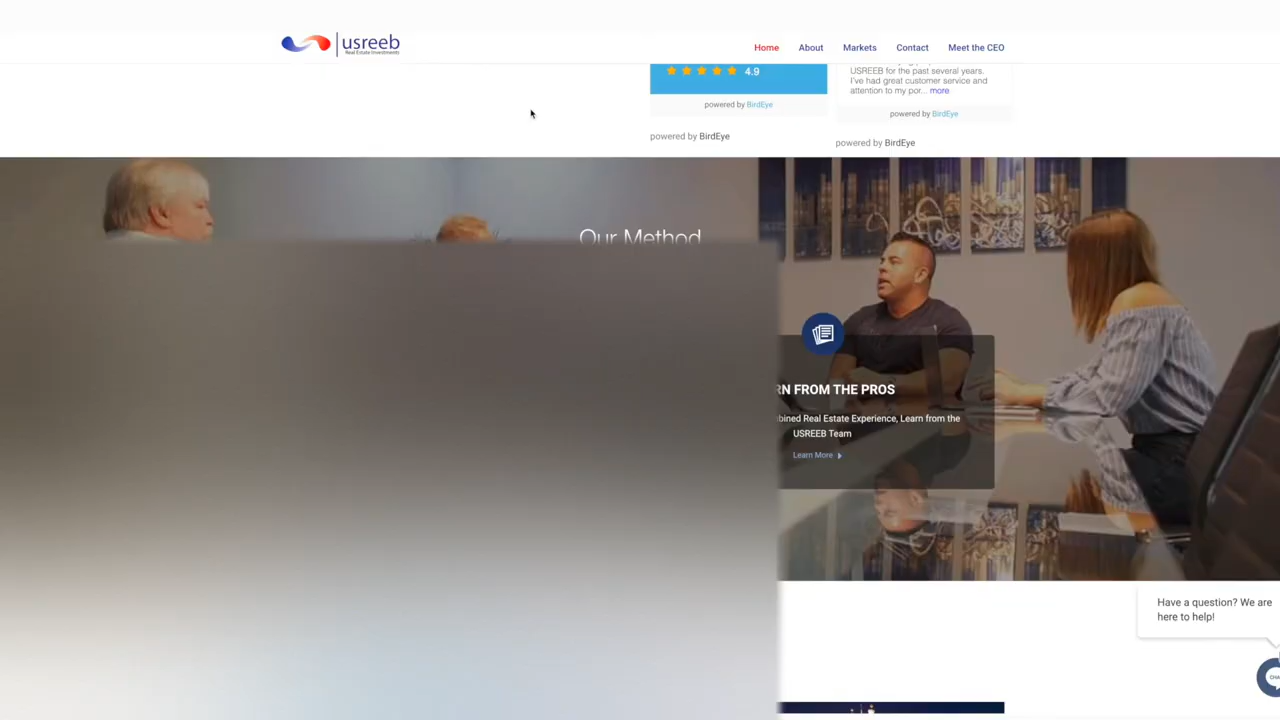 usreeb
Real Estate Investments
Home
About
Markets
Contact
Meet the CEO
4.9
powered by BirdEye
powered by BirdEye
USREEB for the past several years.
I've had great customer service and
attention to my por... more
powered by BirdEye
powered by BirdEye
Our Method
RN FROM THE PROS
bined Real Estate Experience, Learn from the
USREEB Team
Learn More
Have a question? We are
here to help!
CHA